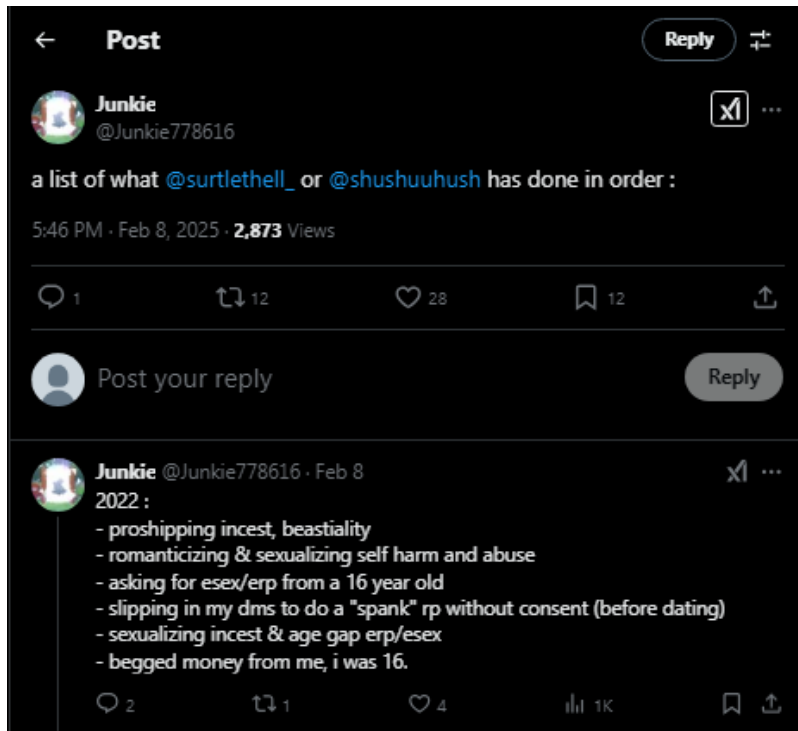 Post
Reply
Junkie
@Junkie778616
a list of what @surtlethell_ or @shushuuhush has done in order :
5:46 PM · Feb 8, 2025 · 2,873 Views
1 12 28 12
Post your reply
Reply
Junkie @Junkie778616 · Feb 8
2022 :
- proshipping incest, beastiality
- romanticizing & sexualizing self harm and abuse
- asking for esex/erp from a 16 year old
- slipping in my dms to do a "spank" rp without consent (before dating)
- sexualizing incest & age gap erp/esex
- begged money from me, i was 16.
2 1 4 1K